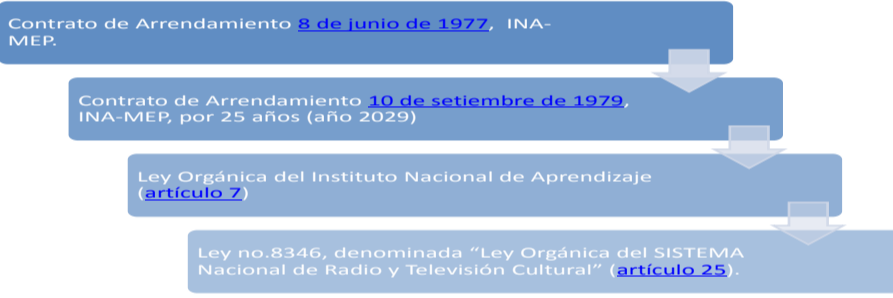 Contrato de Arrendamiento 8 de junio de 1977, INA-
MEP.
Contrato de Arrendamiento 10 de setiembre de 1979,
INA-MEP, por 25 años (año 2029)
Ley Orgánica del Instituto Nacional de Aprendizaje
(artículo 7)
Ley no.8346, denominada “Ley Orgánica del SISTEMA
Nacional de Radio y Televisión Cultural” (artículo 25).